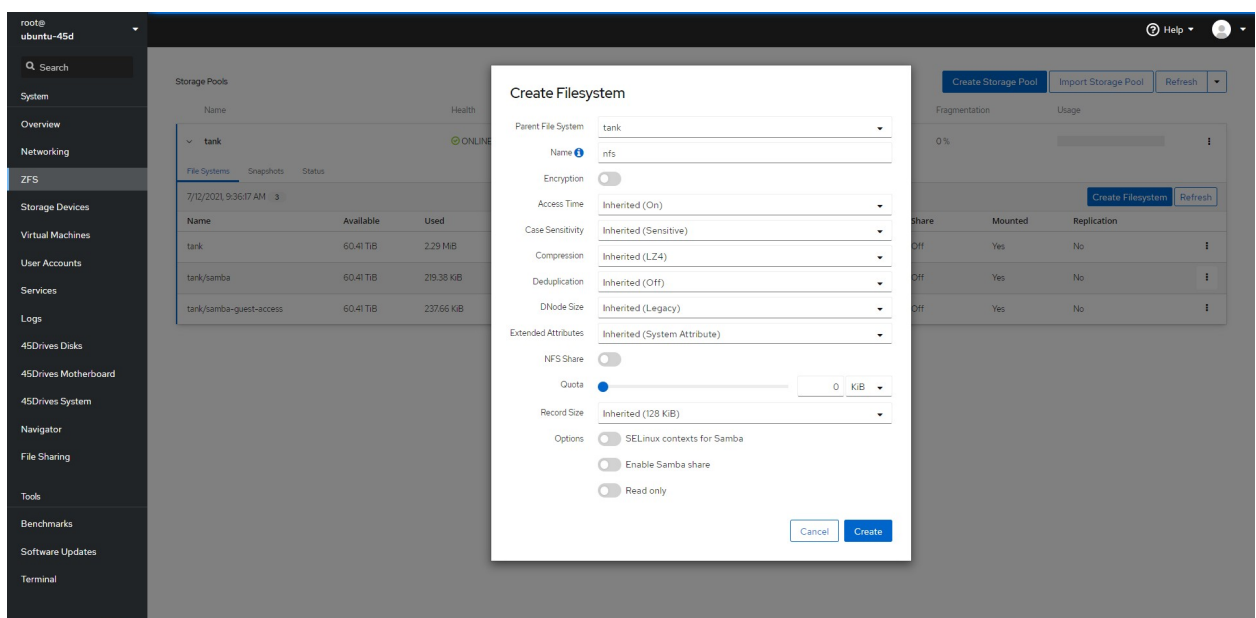 root@
ubuntu-45d
Help
Search
System
Overview
Networking
ZFS
Storage Devices
Virtual Machines
User Accounts
Services
Logs
45Drives Disks
45Drives Motherboard
45Drives System
Navigator
File Sharing
Tools
Benchmarks
Software Updates
Terminal
Storage Pools
Create Storage Pool Import Storage Pool Refresh
Name Health Fragmentation Usage
tank ONLINE 0 %
File Systems Snapshots Status
7/12/2021, 9:36:17 AM 3
Create Filesystem Refresh
Name Available Used Share Mounted Replication
tank 60.41 TiB 2.29 MiB Off Yes No
tank/samba 60.41 TiB 219.38 KiB Off Yes No
tank/samba-guest-access 60.41 TiB 237.66 KiB Off Yes No
Create Filesystem
Parent File System tank
Name nfs
Encryption
Access Time Inherited (On)
Case Sensitivity Inherited (Sensitive)
Compression Inherited (LZ4)
Deduplication Inherited (Off)
DNode Size Inherited (Legacy)
Extended Attributes Inherited (System Attribute)
NFS Share
Quota 0 KiB
Record Size Inherited (128 KiB)
Options SELinux contexts for Samba
Enable Samba share
Read only
Cancel Create